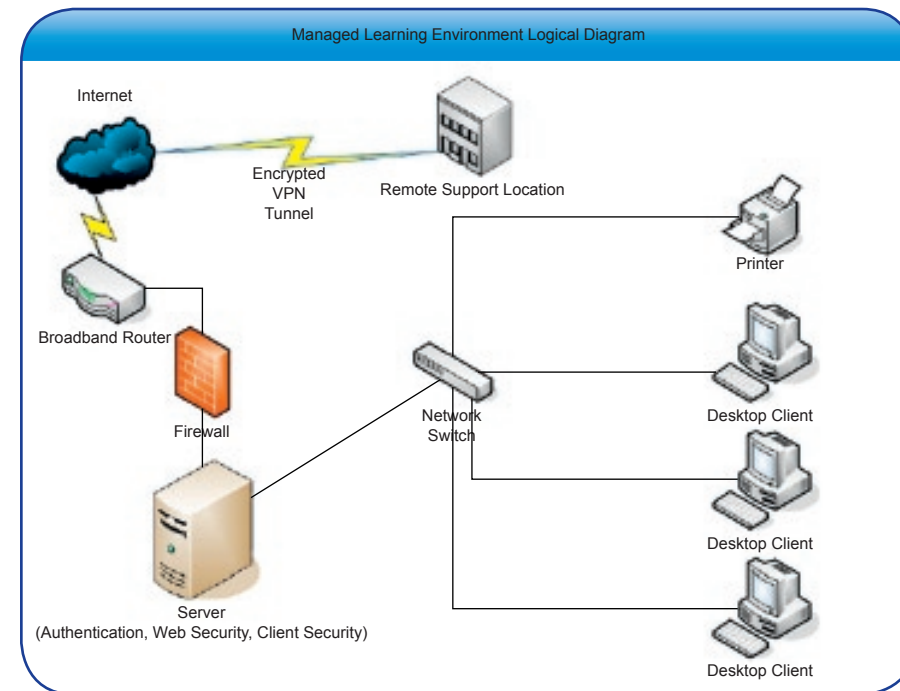 Managed Learning Environment Logical Diagram
Internet
Encrypted
VPN
Tunnel
Remote Support Location
Printer
Broadband Router
Firewall
Network
Switch
Desktop Client
Desktop Client
Server
(Authentication, Web Security, Client Security)
Desktop Client